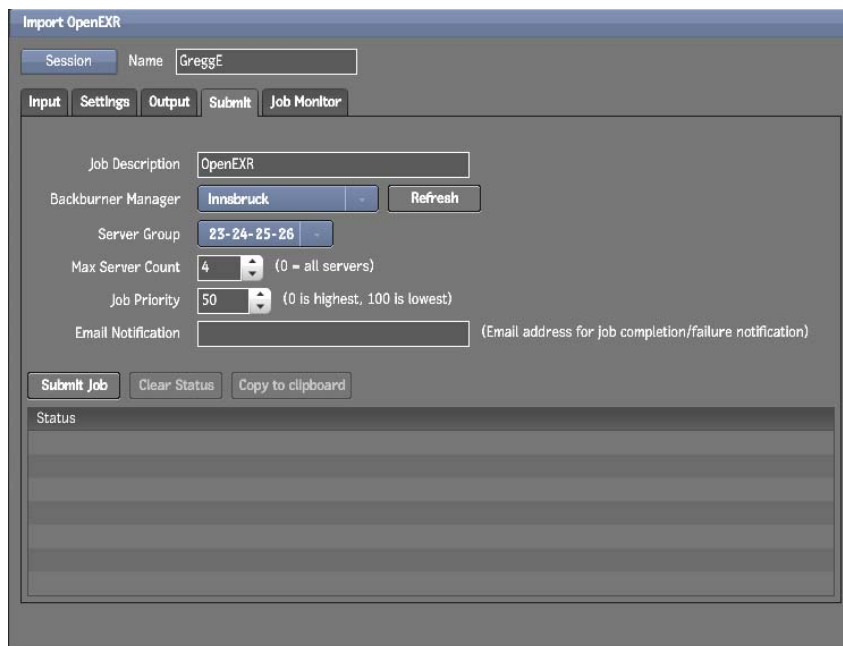 Import OpenEXR
Session Name GreggE
Input Settings Output Submit Job Monitor
Job Description OpenEXR
Backburner Manager Innsbruck Refresh
Server Group 23-24-25-26
Max Server Count 4 (0 = all servers)
Job Priority 50 (0 is highest, 100 is lowest)
Email Notification (Email address for job completion/failure notification)
Submit Job Clear Status Copy to clipboard
Status